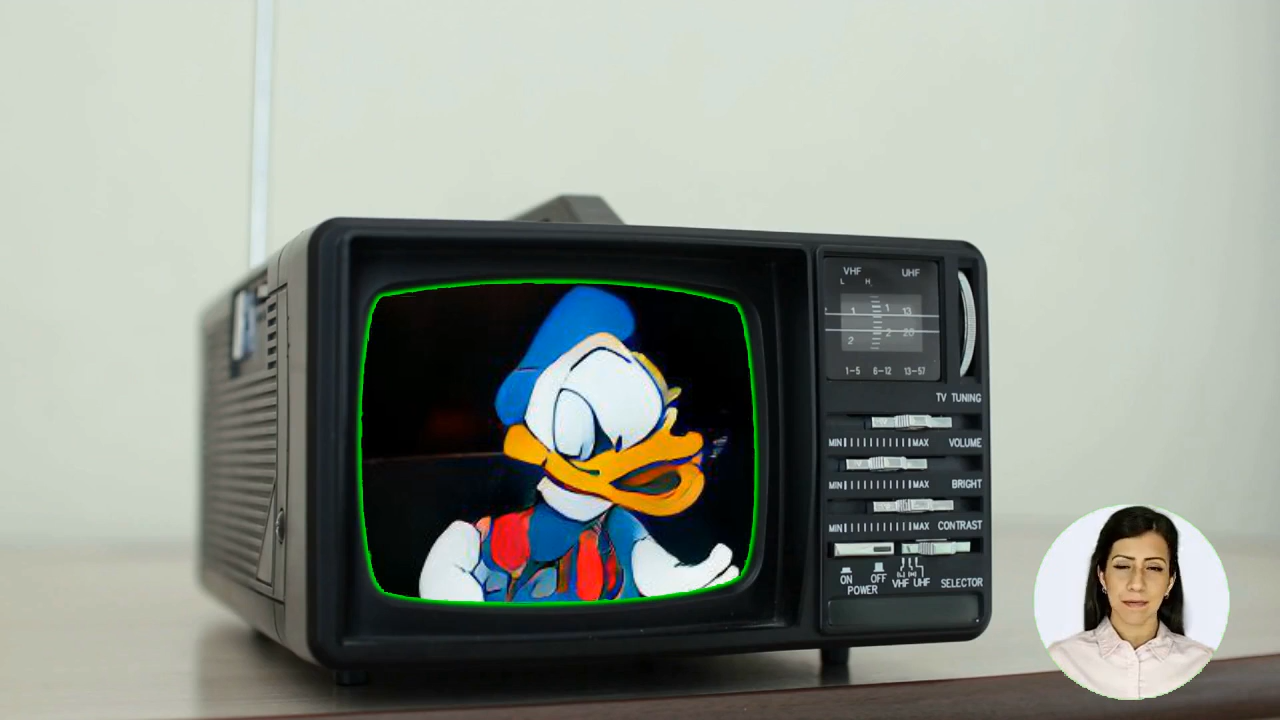 VHF UHF
L H
1 1 13
2 2 20
1-5 6-12 13-57
TV TUNING
MIN MAX VOLUME
MIN MAX BRIGHT
MIN MAX CONTRAST
ON OFF VHF UHF SELECTOR
POWER